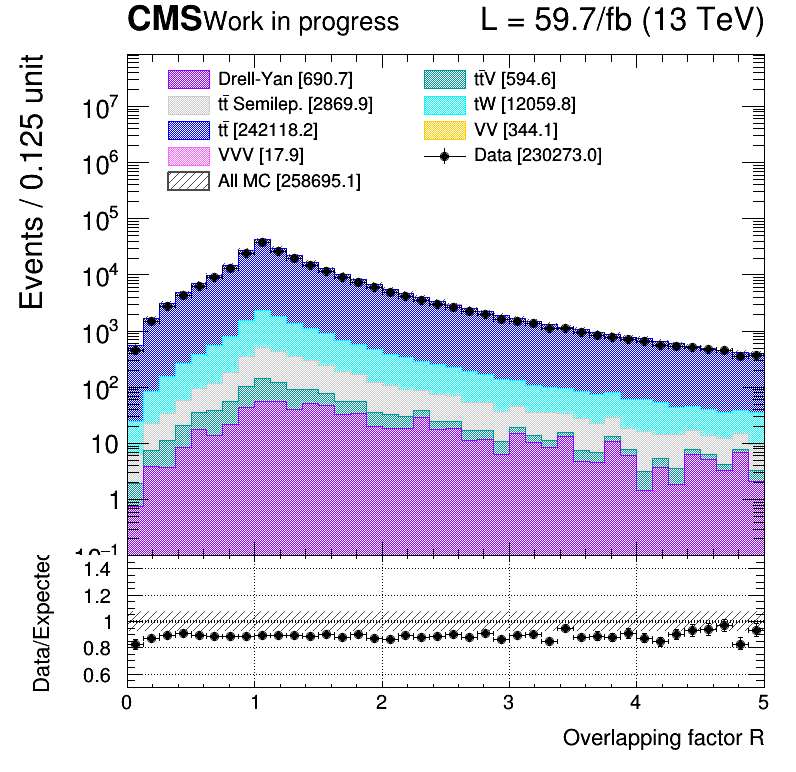 CMS Work in progress L = 59.7/fb (13 TeV)
Drell-Yan [690.7] tt̄V [594.6]
tt̄ Semilep. [2869.9] tW [12059.8]
tt̄ [242118.2] VV [344.1]
VVV [17.9] Data [230273.0]
All MC [258695.1]
Events / 0.125 unit
10⁷
10⁶
10⁵
10⁴
10³
10²
10
1
10⁻¹
Data/Expected
1.4
1.2
1
0.8
0.6
0 1 2 3 4 5
Overlapping factor R